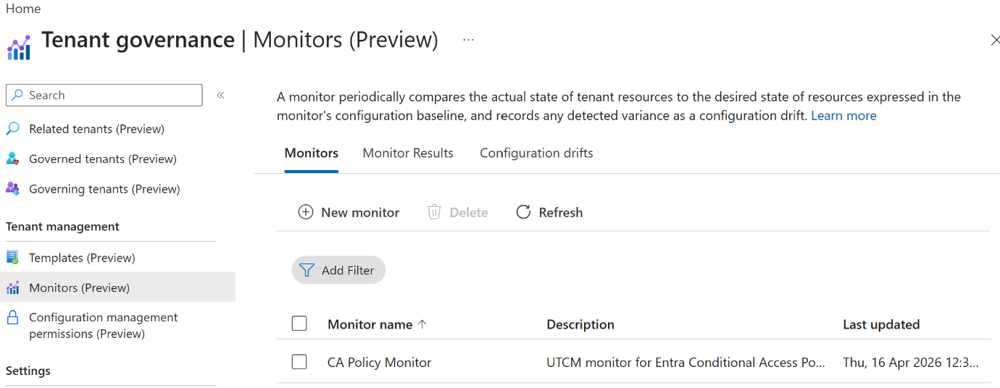 Home
Tenant governance | Monitors (Preview) ...
Search
Related tenants (Preview)
Governed tenants (Preview)
Governing tenants (Preview)
Tenant management
Templates (Preview)
Monitors (Preview)
Configuration management
permissions (Preview)
Settings
A monitor periodically compares the actual state of tenant resources to the desired state of resources expressed in the
monitor's configuration baseline, and records any detected variance as a configuration drift. Learn more
Monitors Monitor Results Configuration drifts
New monitor Delete Refresh
Add Filter
Monitor name ↑ Description Last updated
CA Policy Monitor UTCM monitor for Entra Conditional Access Po... Thu, 16 Apr 2026 12:3...